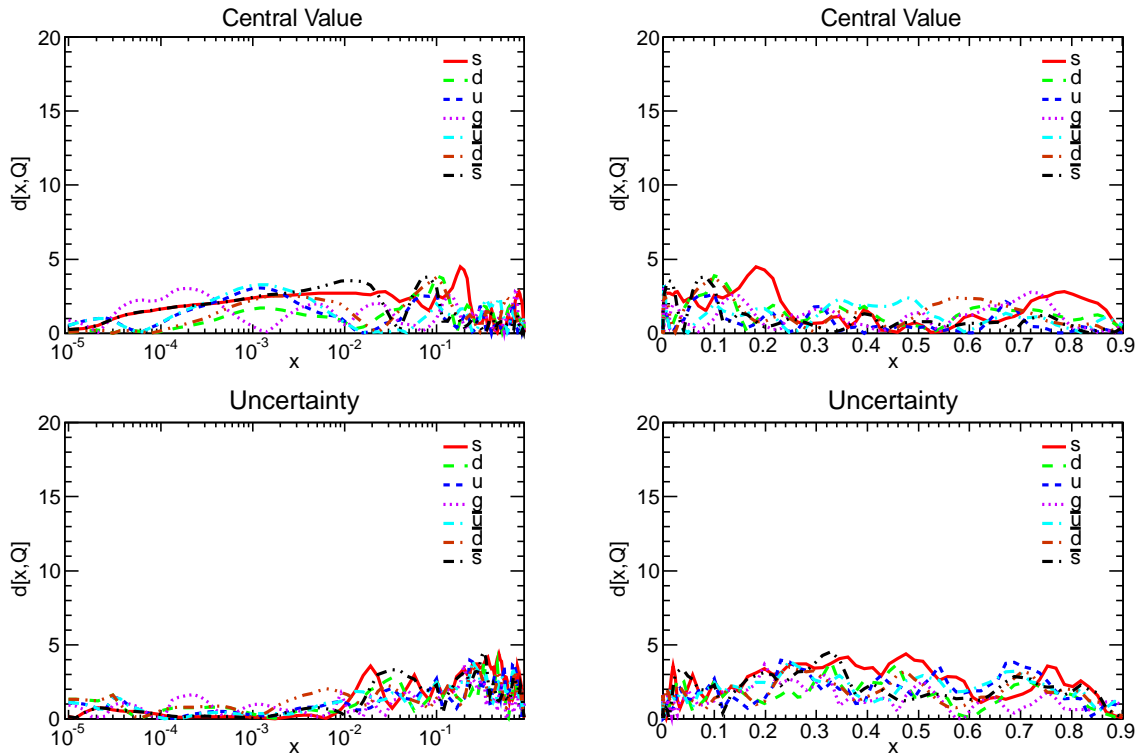 Central Value
20
15
10
5
0
d[x,Q]
10-5
10-4
10-3
10-2
10-1
x
s
d
u
g
u̅
d̅
s̅
Central Value
20
15
10
5
0
d[x,Q]
0
0.1
0.2
0.3
0.4
0.5
0.6
0.7
0.8
0.9
x
s
d
u
g
u̅
d̅
s̅
Uncertainty
20
15
10
5
0
d[x,Q]
10-5
10-4
10-3
10-2
10-1
x
s
d
u
g
u̅
d̅
s̅
Uncertainty
20
15
10
5
0
d[x,Q]
0
0.1
0.2
0.3
0.4
0.5
0.6
0.7
0.8
0.9
x
s
d
u
g
u̅
d̅
s̅